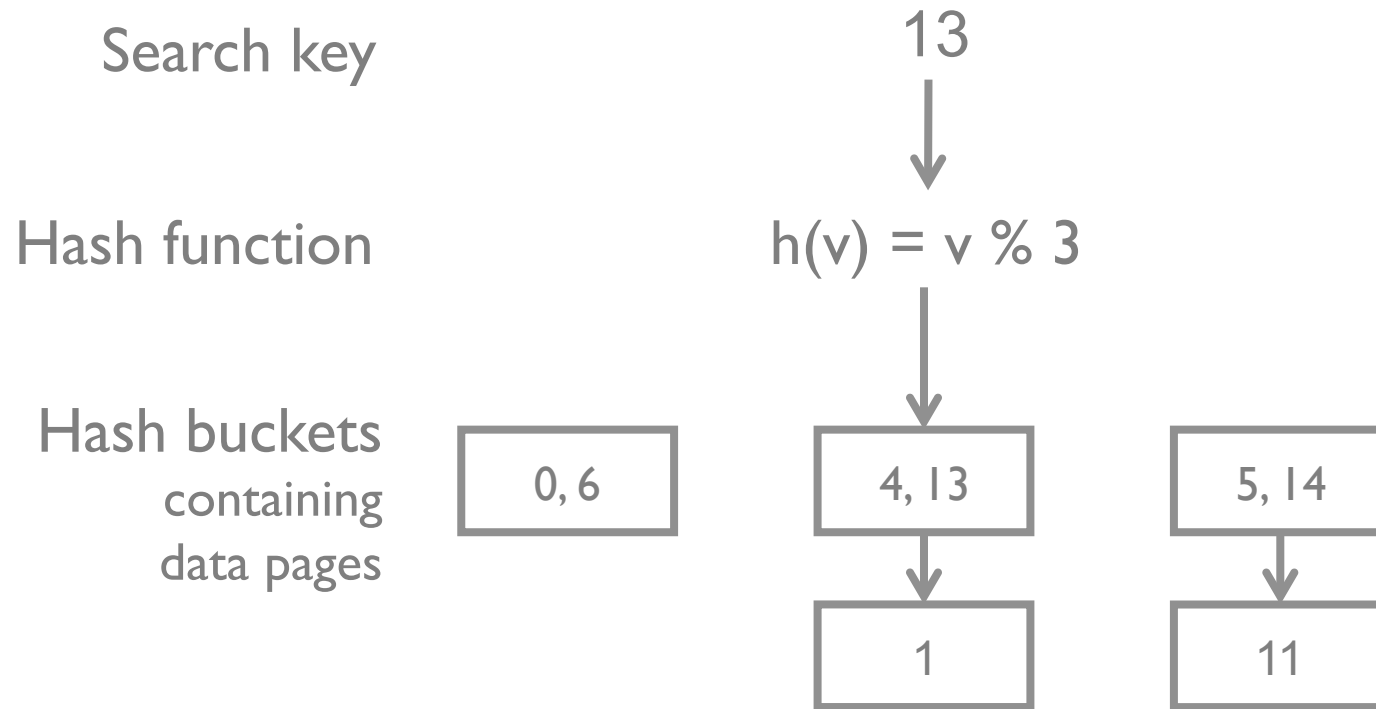 Search key
13
Hash function
h(v) = v % 3
Hash buckets
containing
data pages
0, 6
4, 13
5, 14
1
11